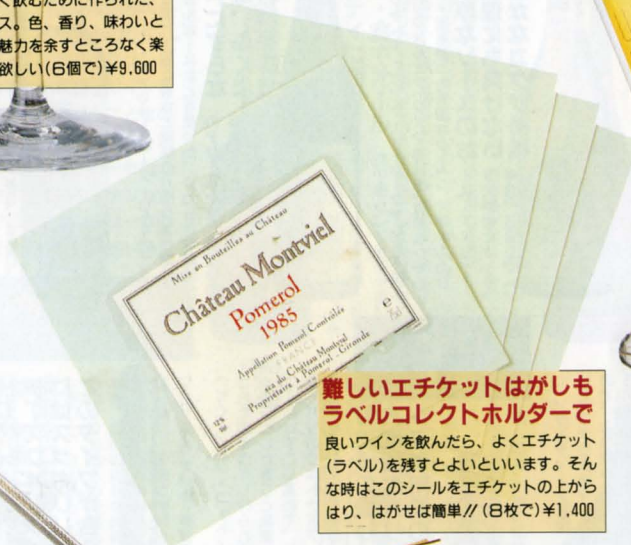 く飲むために作られた、
ス。色、香り、味わいと
魅力を余すところなく楽
欲しい(6個で)¥9,600
Mise en Bouteilles au Château
Château Montviel
Pomerol
1985
Appellation Pomerol Contrôlée
FRANCE
sca du Château Montviel
Propriétaire à Pomerol . Gironde
12%
e
75cl
難しいエチケットはがしも
ラベルコレクトホルダーで
良いワインを飲んだら、よくエチケット
(ラベル)を残すとよいといいます。そん
な時はこのシールをエチケットの上から
はり、はがせば簡単!!(8枚で)¥1,400